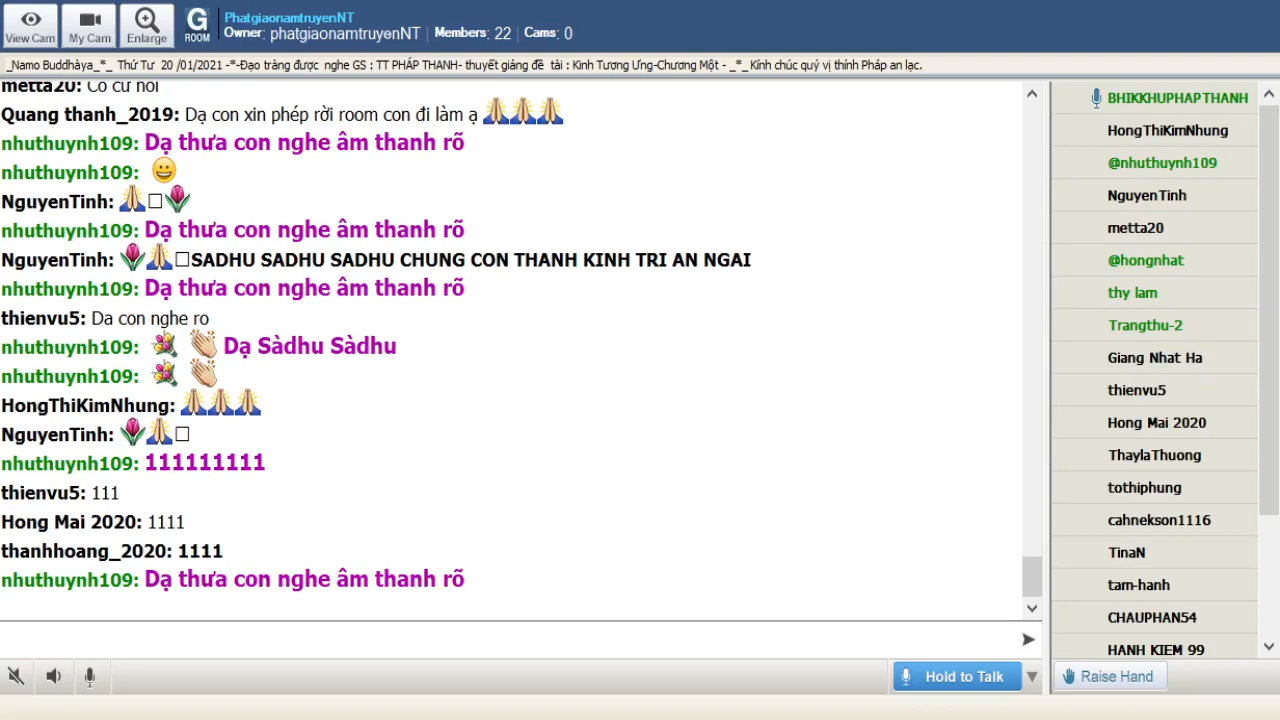 View Cam
My Cam
Enlarge
G
ROOM
PhatgiaonamtruyenNT
Owner: phatgiaonamtruyenNT | Members: 22 | Cams: 0
_Namo Buddhàya_*_ Thứ Tư 20 /01/2021 -*-Đạo tràng được nghe GS : TT PHÁP THANH- thuyết giảng đề tài : Kinh Tương Ưng-Chương Một - _*_Kính chúc quý vị thính Pháp an lạc.
metta20: Co cu hoi
Quang thanh_2019: Dạ con xin phép rời room con đi làm ạ
nhuthuynh109: Dạ thưa con nghe âm thanh rõ
nhuthuynh109:
NguyenTinh:
nhuthuynh109: Dạ thưa con nghe âm thanh rõ
NguyenTinh: SADHU SADHU SADHU CHUNG CON THANH KINH TRI AN NGAI
nhuthuynh109: Dạ thưa con nghe âm thanh rõ
thienvu5: Da con nghe ro
nhuthuynh109: Dạ Sàdhu Sàdhu
nhuthuynh109:
HongThiKimNhung:
NguyenTinh:
nhuthuynh109: 111111111
thienvu5: 111
Hong Mai 2020: 1111
thanhhoang_2020: 1111
nhuthuynh109: Dạ thưa con nghe âm thanh rõ
Hold to Talk
BHIKKHUPHAPTHANH
HongThiKimNhung
@nhuthuynh109
NguyenTinh
metta20
@hongnhat
thy lam
Trangthu-2
Giang Nhat Ha
thienvu5
Hong Mai 2020
ThaylaThuong
tothiphung
cahnekson1116
TinaN
tam-hanh
CHAUPHAN54
HANH KIEM 99
Raise Hand